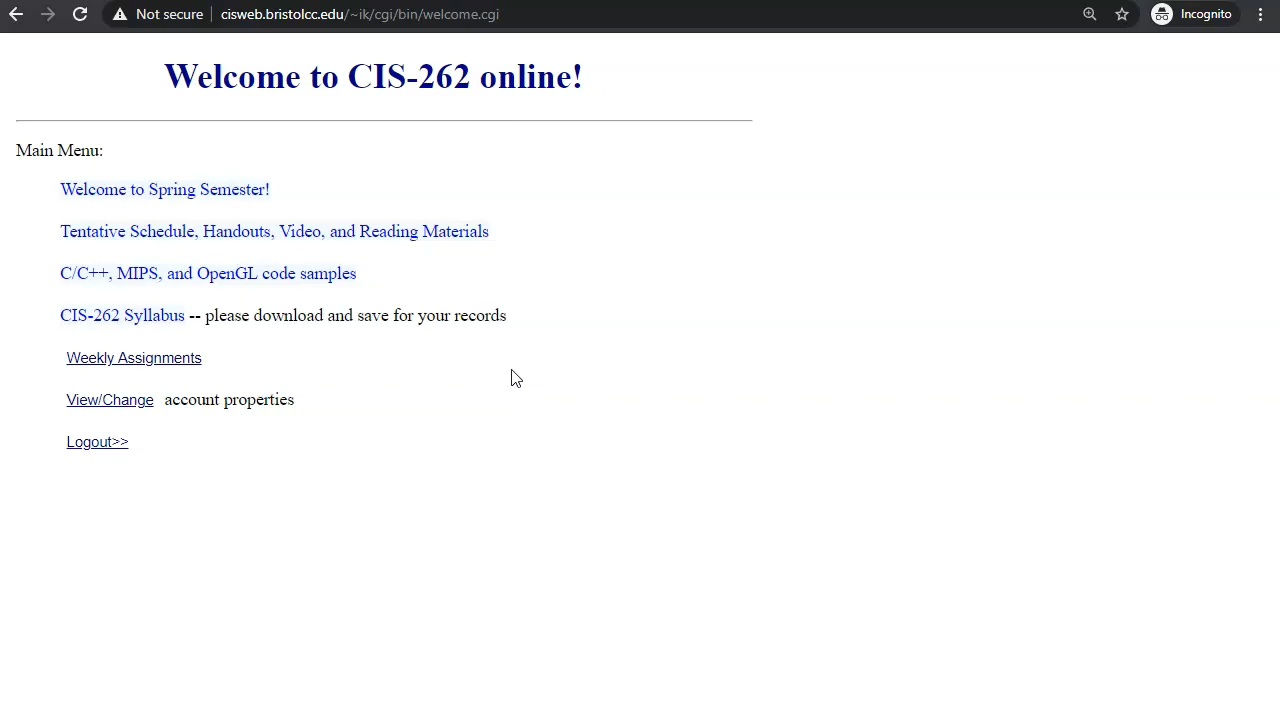 Not secure cisweb.bristolcc.edu/~ik/cgi/bin/welcome.cgi Incognito
Welcome to CIS-262 online!
Main Menu:
Welcome to Spring Semester!
Tentative Schedule, Handouts, Video, and Reading Materials
C/C++, MIPS, and OpenGL code samples
CIS-262 Syllabus -- please download and save for your records
Weekly Assignments
View/Change account properties
Logout>>